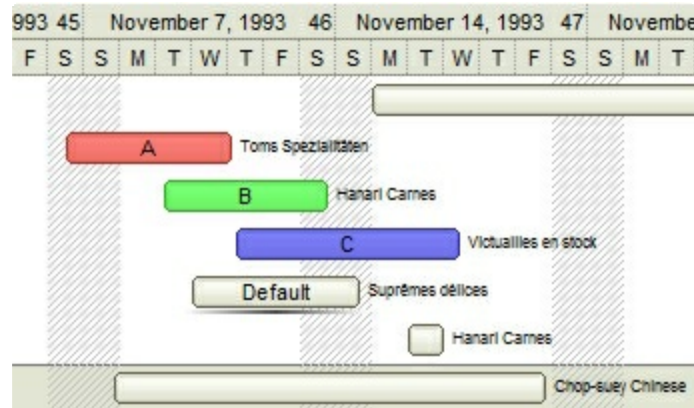 993 45 November 7, 1993 46 November 14, 1993 47 Novembe
F S S M T W T F S S M T W T F S S M T
A Toms Spezialitäten
B Hanari Carnes
C Victuailles en stock
Default Suprêmes délices
Hanari Carnes
Chop-suey Chinese